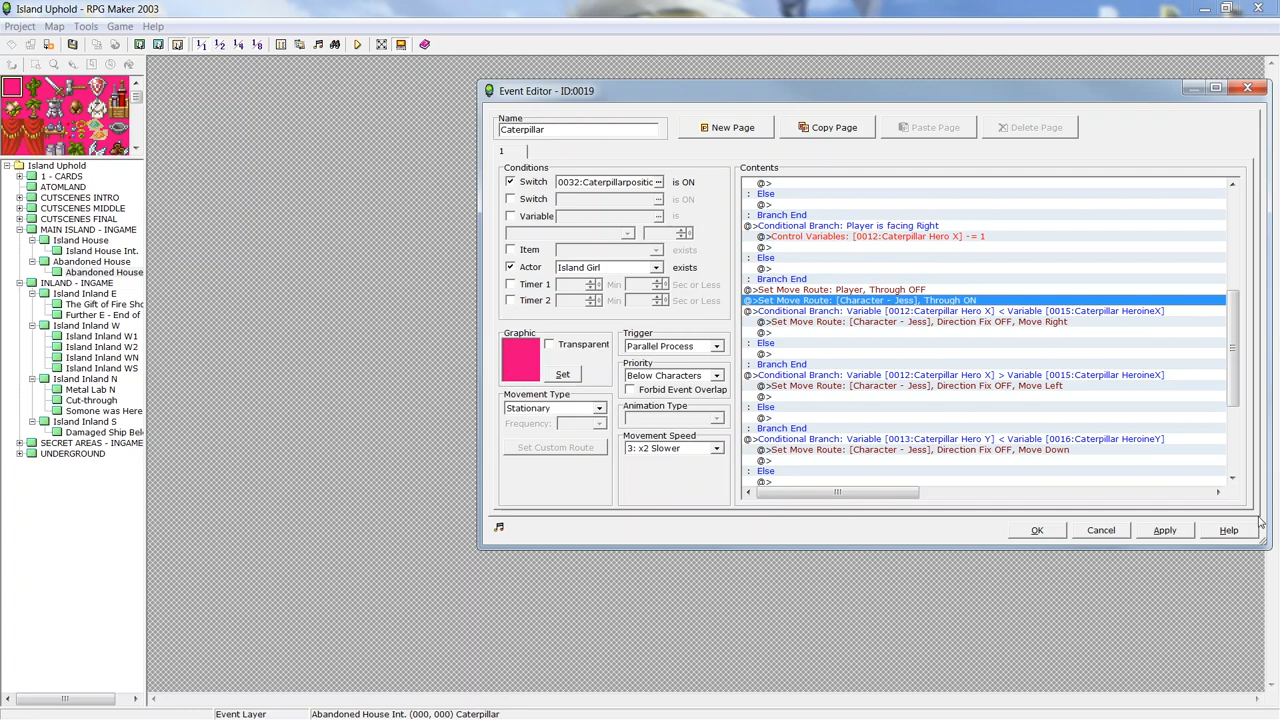 Island Uphold - RPG Maker 2003
Project Map Tools Game Help
Island Uphold
1 - CARDS
ATOMLAND
CUTSCENES INTRO
CUTSCENES MIDDLE
CUTSCENES FINAL
MAIN ISLAND - INGAME
Island House
Island House Int.
Abandoned House
Abandoned House
INLAND - INGAME
Island Inland E
The Gift of Fire Sho
Further E - End of
Island Inland W
Island Inland W1
Island Inland W2
Island Inland WN
Island Inland WS
Island Inland N
Metal Lab N
Cut-through
Somone was Here
Island Inland S
Damaged Ship Bel
SECRET AREAS - INGAME
UNDERGROUND
Event Editor - ID:0019
Name
Caterpillar
New Page
Copy Page
Paste Page
Delete Page
1
Conditions
Switch 0032:Caterpillarpositic ... is ON
Switch ... is ON
Variable ... is
Item exists
Actor Island Girl exists
Timer 1 Min Sec or Less
Timer 2 Min Sec or Less
Graphic
Transparent
Set
Movement Type
Stationary
Frequency:
Set Custom Route
Trigger
Parallel Process
Priority
Below Characters
Forbid Event Overlap
Animation Type
Movement Speed
3: x2 Slower
Contents
@>
: Else
@>
: Branch End
@>Conditional Branch: Player is facing Right
@>Control Variables: [0012:Caterpillar Hero X] -= 1
@>
: Else
@>
: Branch End
@>Set Move Route: Player, Through OFF
@>Set Move Route: [Character - Jess], Through ON
@>Conditional Branch: Variable [0012:Caterpillar Hero X] < Variable [0015:Caterpillar HeroineX]
@>Set Move Route: [Character - Jess], Direction Fix OFF, Move Right
@>
: Else
@>
: Branch End
@>Conditional Branch: Variable [0012:Caterpillar Hero X] > Variable [0015:Caterpillar HeroineX]
@>Set Move Route: [Character - Jess], Direction Fix OFF, Move Left
@>
: Else
@>
: Branch End
@>Conditional Branch: Variable [0013:Caterpillar Hero Y] < Variable [0016:Caterpillar HeroineY]
@>Set Move Route: [Character - Jess], Direction Fix OFF, Move Down
@>
: Else
@>
OK
Cancel
Apply
Help
Event Layer
Abandoned House Int. (000, 000) Caterpillar